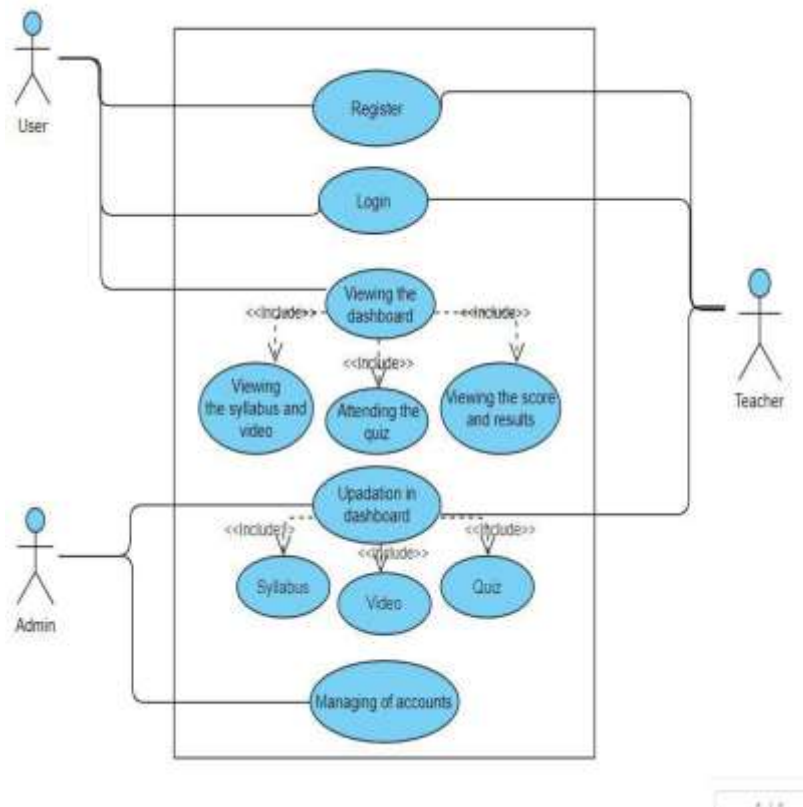 User
Register
Login
Viewing the
dashboard
<<Include>>
<<Include>>
<<Include>>
Viewing
the syllabus and
video
Attending the
quiz
Viewing the score
and results
Teacher
Upadation in
dashboard
<<Include>>
<<Include>>
<<Include>>
Syllabus
Video
Quiz
Admin
Managing of accounts